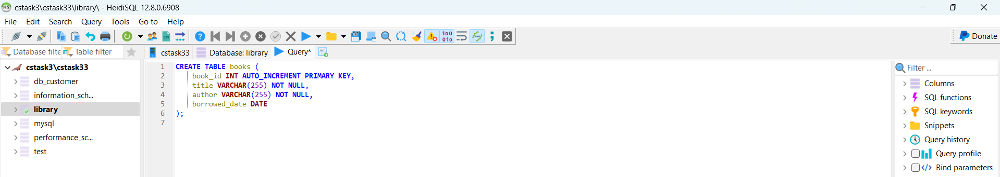 cstask3\cstask33\library\ - HeidiSQL 12.8.0.6908
File Edit Search Query Tools Go to Help
Donate
Database filte Table filter cstask33 Database: library Query*
cstask3\cstask33
db_customer
information_sch...
library
mysql
performance_sc...
test
1 CREATE TABLE books (
2 book_id INT AUTO_INCREMENT PRIMARY KEY,
3 title VARCHAR(255) NOT NULL,
4 author VARCHAR(255) NOT NULL,
5 borrowed_date DATE
6 );
7
Filter ...
Columns
SQL functions
SQL keywords
Snippets
Query history
Query profile
Bind parameters